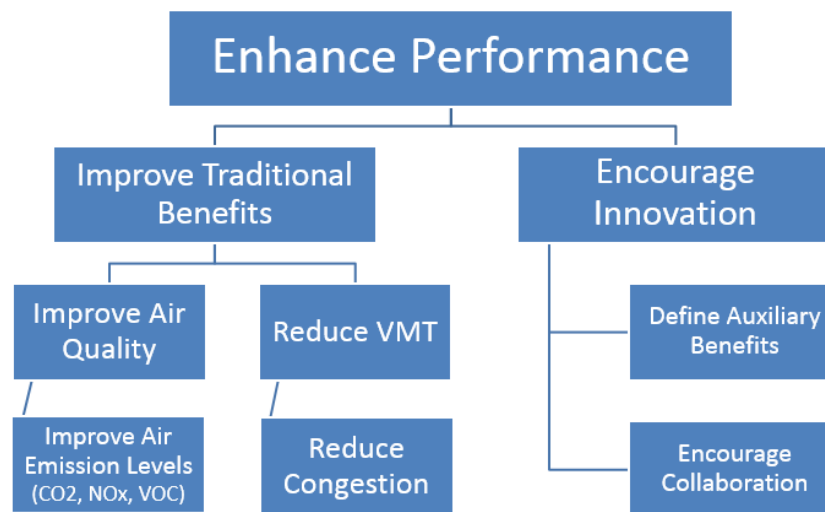 Enhance Performance
Improve Traditional
Benefits
Encourage
Innovation
Improve Air
Quality
Reduce VMT
Define Auxiliary
Benefits
Improve Air
Emission Levels
(CO2, NOx, VOC)
Reduce
Congestion
Encourage
Collaboration